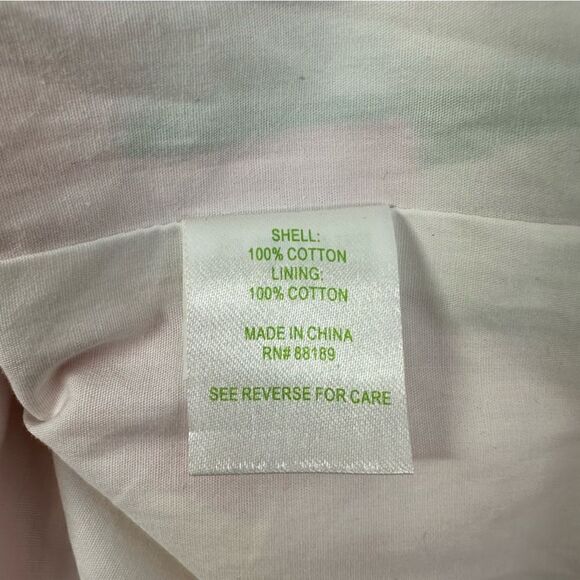 SHELL:
100% COTTON
LINING:
100% COTTON
MADE IN CHINA
RN# 88189
SEE REVERSE FOR CARE